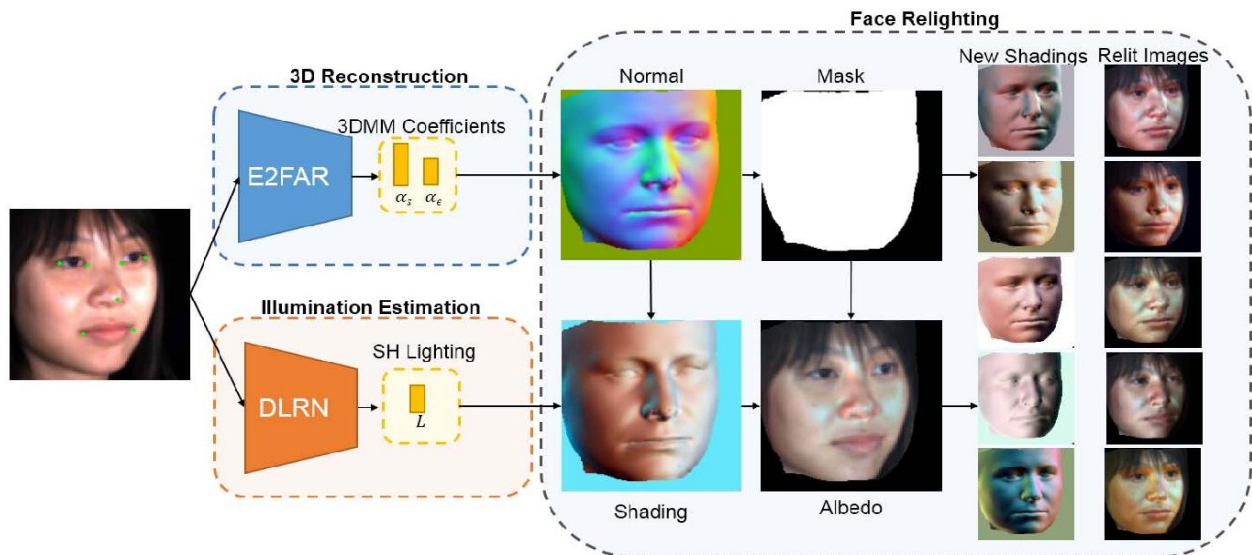 Face Relighting
3D Reconstruction
E2FAR
3DMM Coefficients
αₛ αₑ
Illumination Estimation
DLRN
SH Lighting
L
Normal
Mask
New Shadings
Relit Images
Shading
Albedo